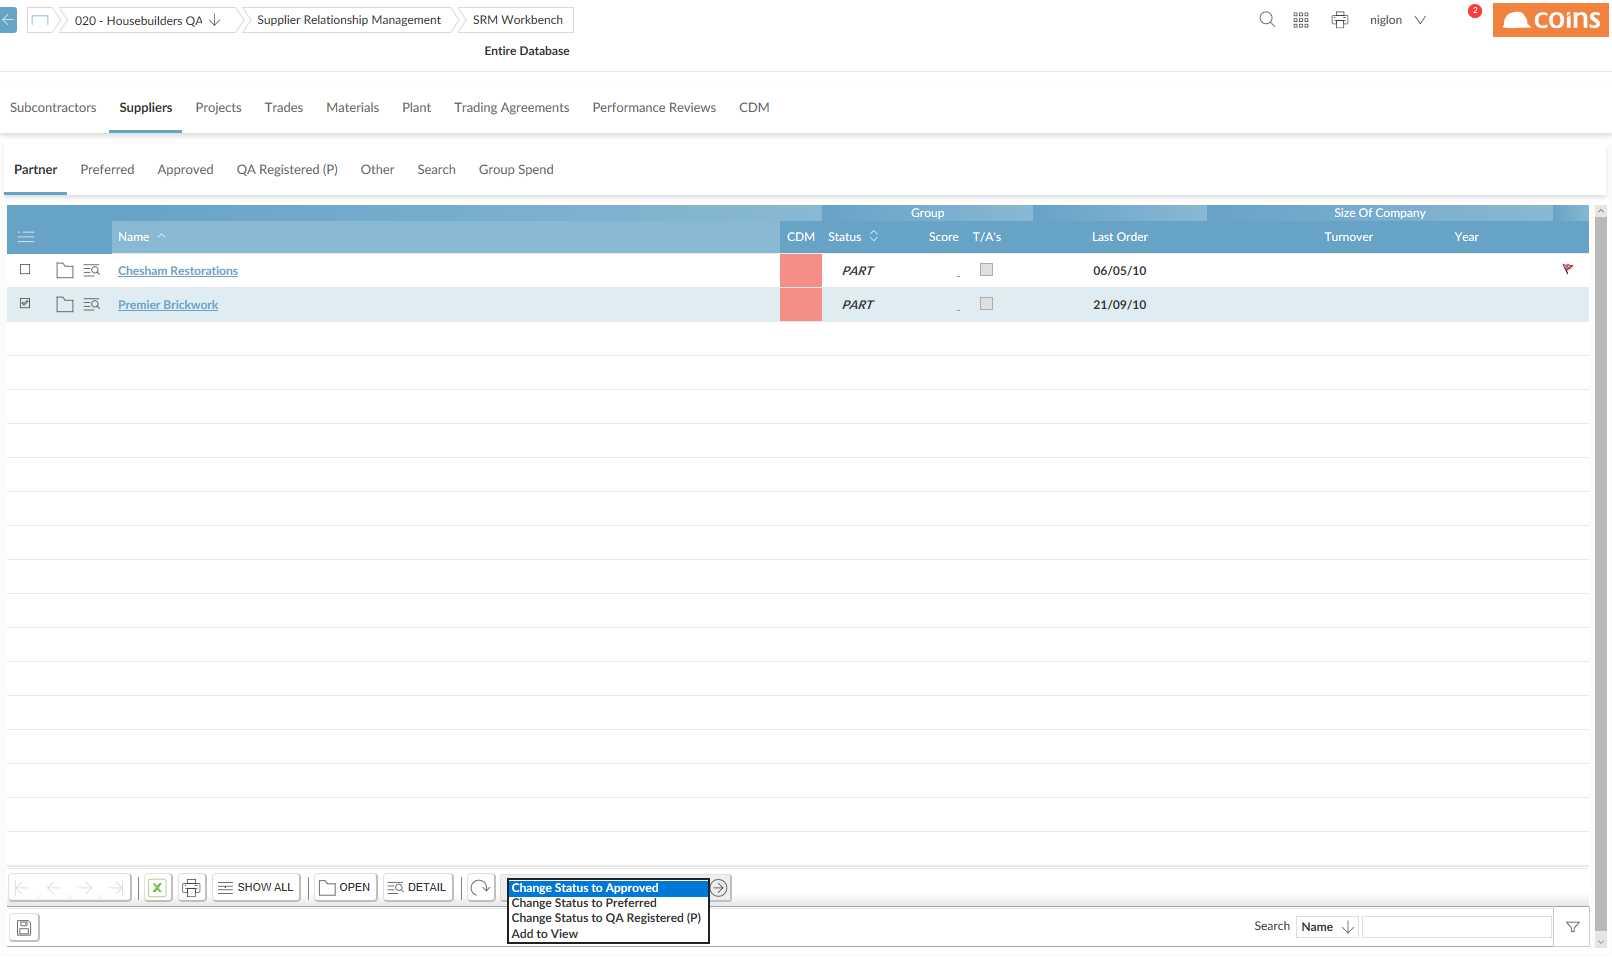 020 - Housebuilders QA
Supplier Relationship Management
SRM Workbench
niglon
2
coins
Entire Database
Subcontractors Suppliers Projects Trades Materials Plant Trading Agreements Performance Reviews CDM
Partner Preferred Approved QA Registered (P) Other Search Group Spend
Group Size Of Company
Name CDM Status Score T/A's Last Order Turnover Year
Chesham Restorations PART - 06/05/10
Premier Brickwork PART - 21/09/10
SHOW ALL OPEN DETAIL
Change Status to Approved
Change Status to Preferred
Change Status to QA Registered (P)
Add to View
Search Name